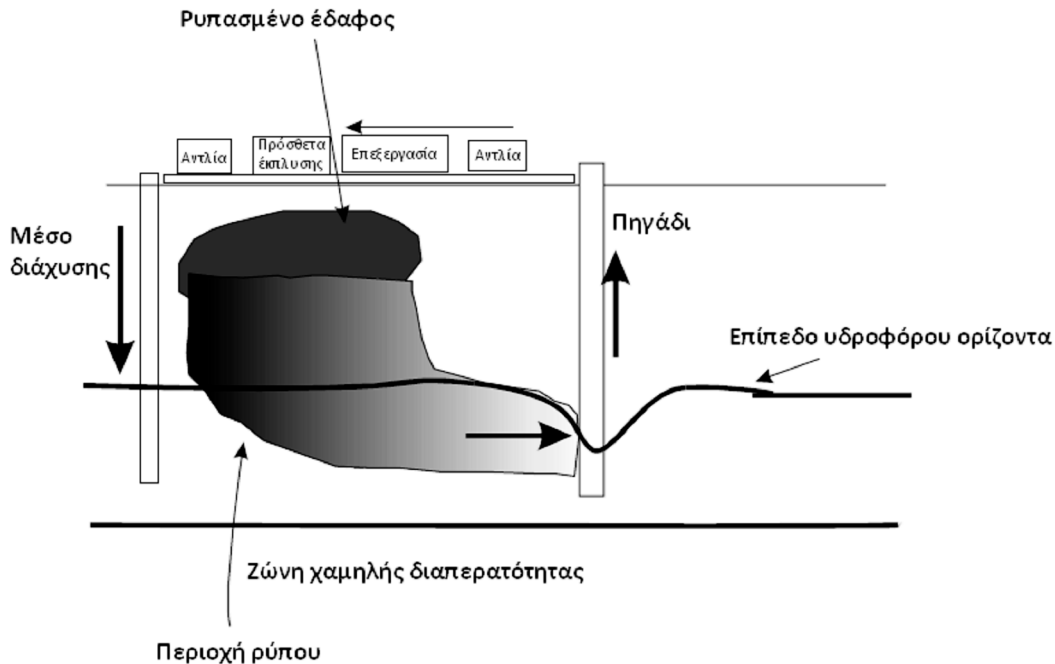 Ρυπασμένο έδαφος
Αντλία
Πρόσθετα
έκπλυσης
Επεξεργασία
Αντλία
Μέσο
διάχυσης
Πηγάδι
Επίπεδο υδροφόρου ορίζοντα
Ζώνη χαμηλής διαπερατότητας
Περιοχή ρύπου